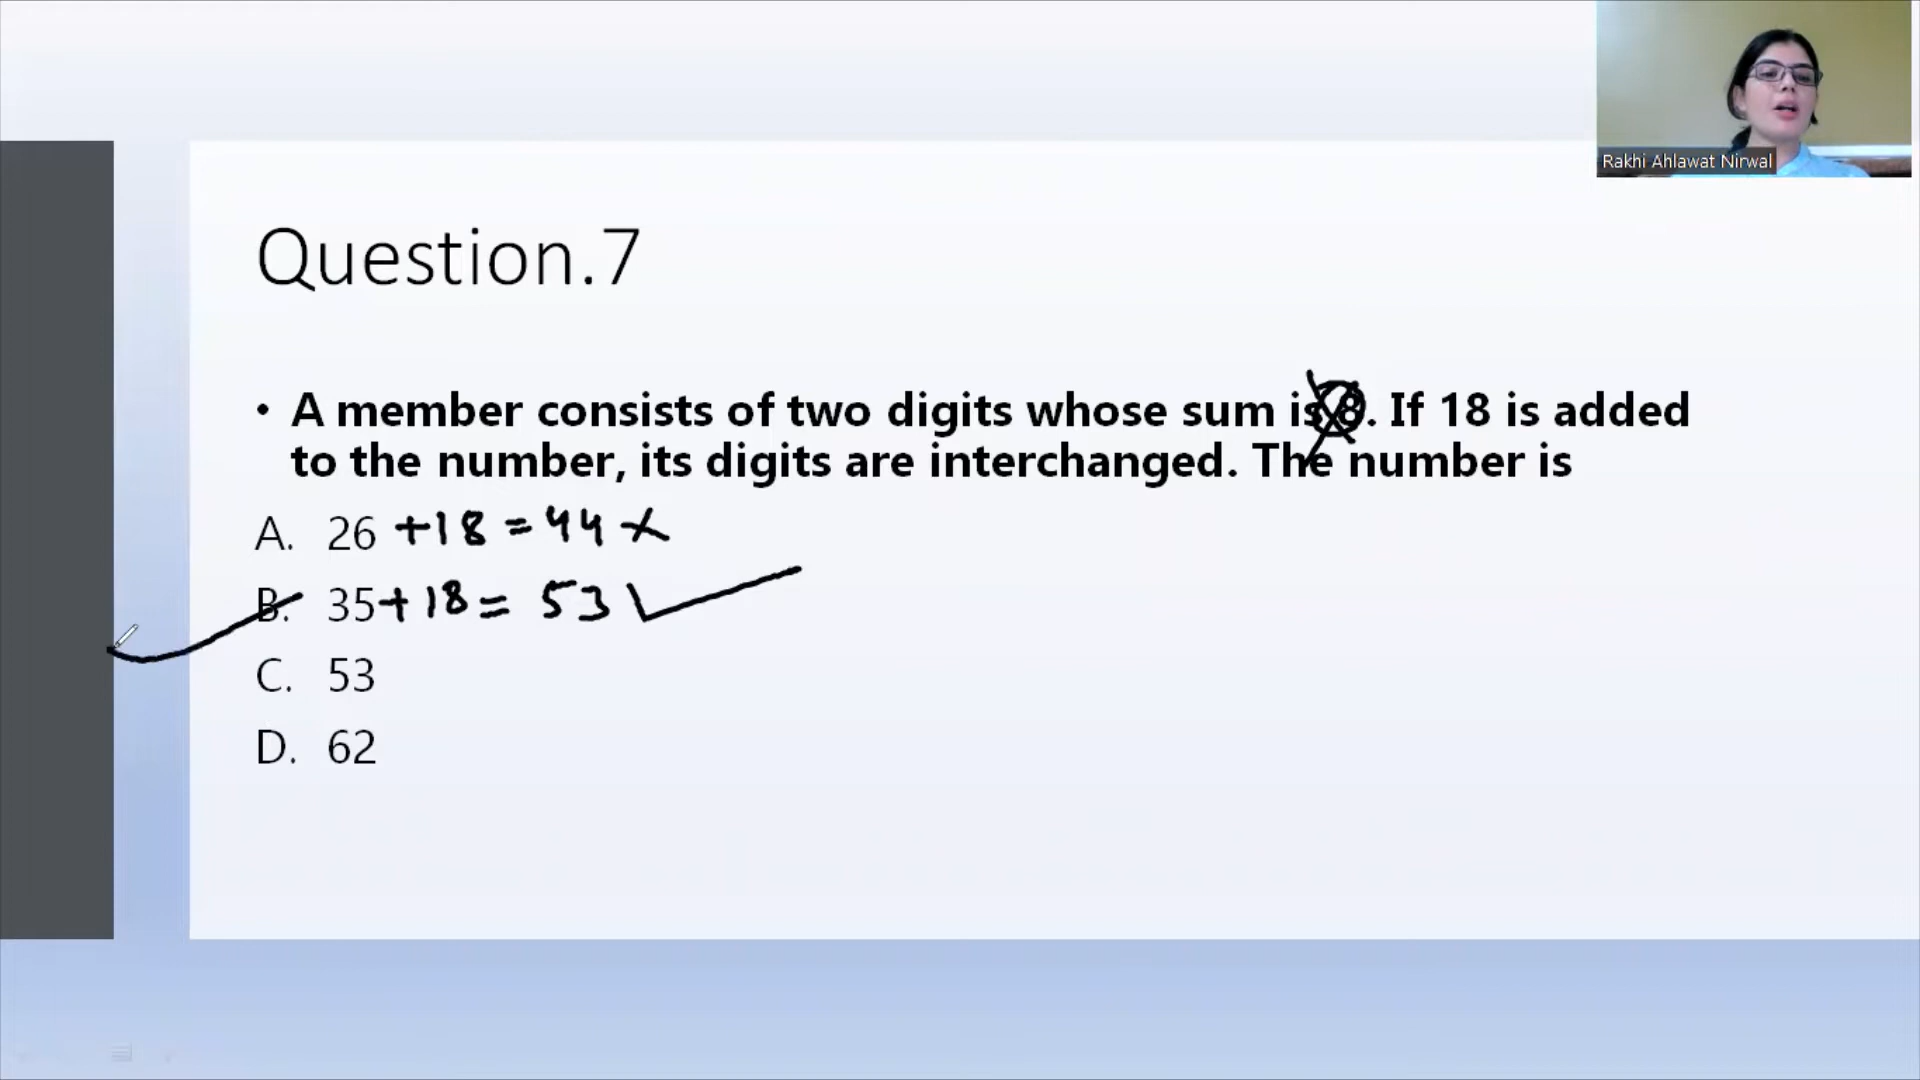 Rakhi Ahlawat Nirwal
Question.7
• A member consists of two digits whose sum is 8. If 18 is added
to the number, its digits are interchanged. The number is
A. 26 +18 = 44 ×
B. 35+18= 53 ✓
C. 53
D. 62